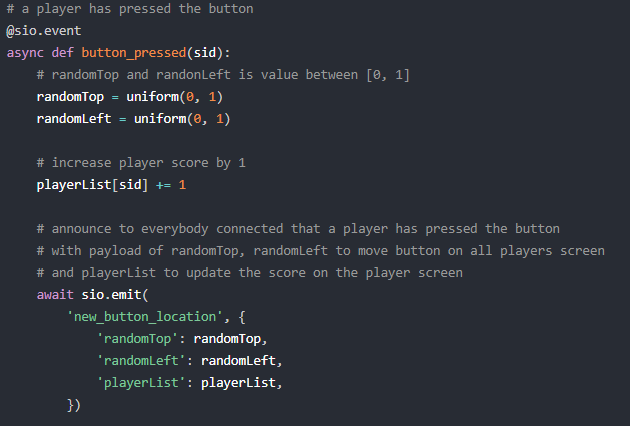 # a player has pressed the button
@sio.event
async def button_pressed(sid):
    # randomTop and randonLeft is value between [0, 1]
    randomTop = uniform(0, 1)
    randomLeft = uniform(0, 1)

    # increase player score by 1
    playerList[sid] += 1

    # announce to everybody connected that a player has pressed the button
    # with payload of randomTop, randomLeft to move button on all players screen
    # and playerList to update the score on the player screen
    await sio.emit(
        'new_button_location', {
            'randomTop': randomTop,
            'randomLeft': randomLeft,
            'playerList': playerList,
        })